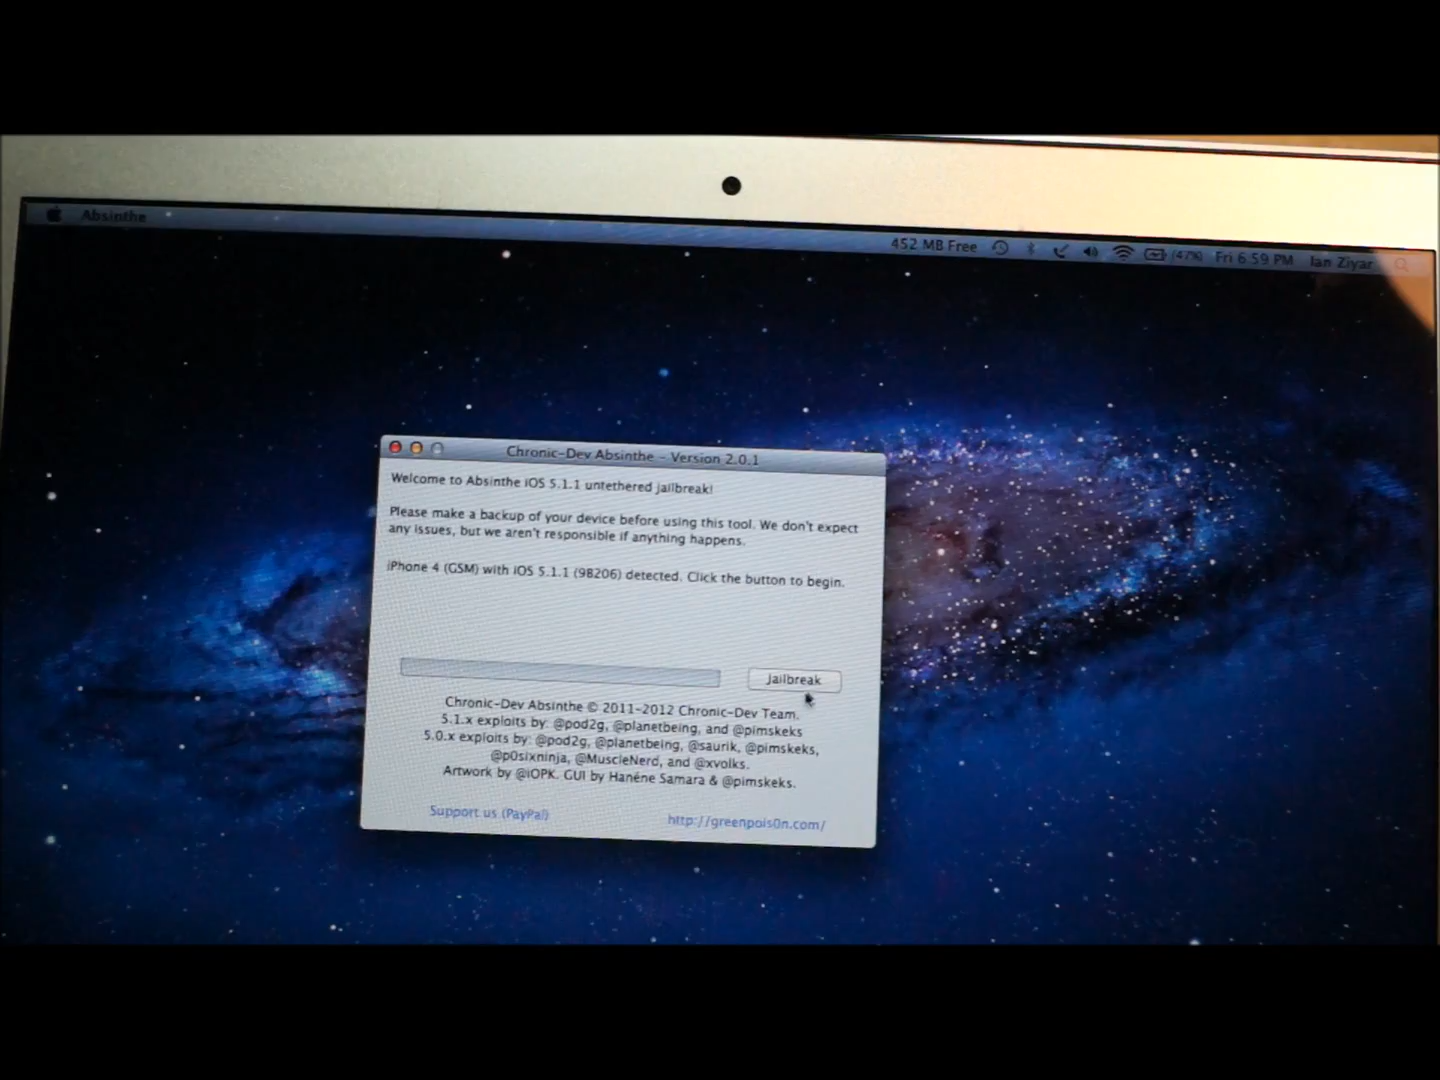 Absinthe
452 MB Free (47%) Fri 6:59 PM Ian Ziyar
Chronic-Dev Absinthe - Version 2.0.1
Welcome to Absinthe iOS 5.1.1 untethered jailbreak!
Please make a backup of your device before using this tool. We don't expect
any issues, but we aren't responsible if anything happens.
iPhone 4 (GSM) with iOS 5.1.1 (9B206) detected. Click the button to begin.
Jailbreak
Chronic-Dev Absinthe © 2011-2012 Chronic-Dev Team.
5.1.x exploits by: @pod2g, @planetbeing, and @pimskeks
5.0.x exploits by: @pod2g, @planetbeing, @saurik, @pimskeks,
@p0sixninja, @MuscleNerd, and @xvolks.
Artwork by @iOPK. GUI by Hanéne Samara & @pimskeks.
Support us (PayPal)
http://greenpois0n.com/